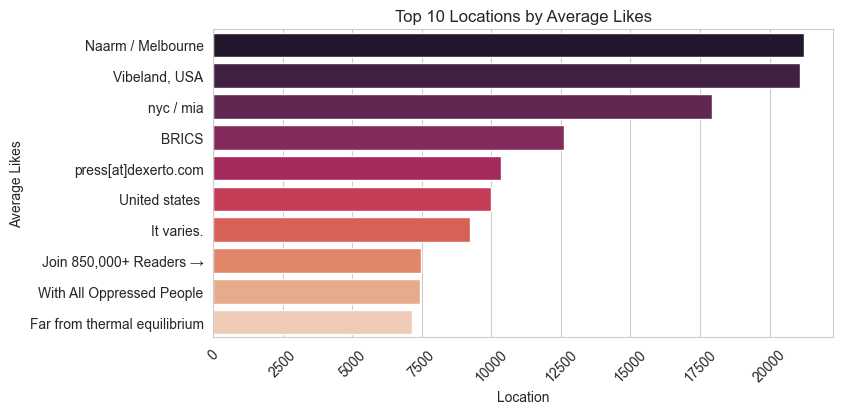 Top 10 Locations by Average Likes
Average Likes
Naarm / Melbourne
Vibeland, USA
nyc / mia
BRICS
press[at]dexerto.com
United states
It varies.
Join 850,000+ Readers →
With All Oppressed People
Far from thermal equilibrium
0
2500
5000
7500
10000
12500
15000
17500
20000
Location